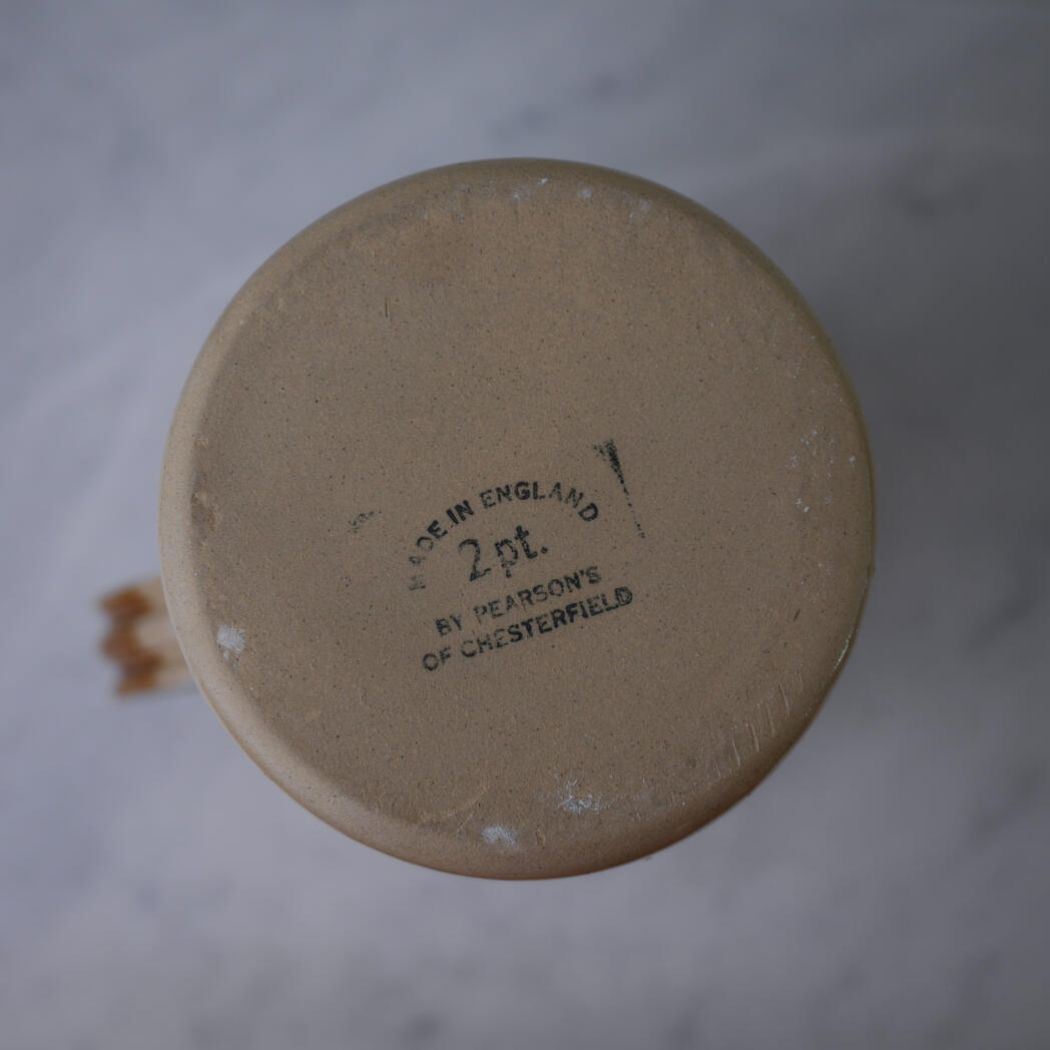 MADE IN ENGLAND
2pt.
BY PEARSON'S
OF CHESTERFIELD